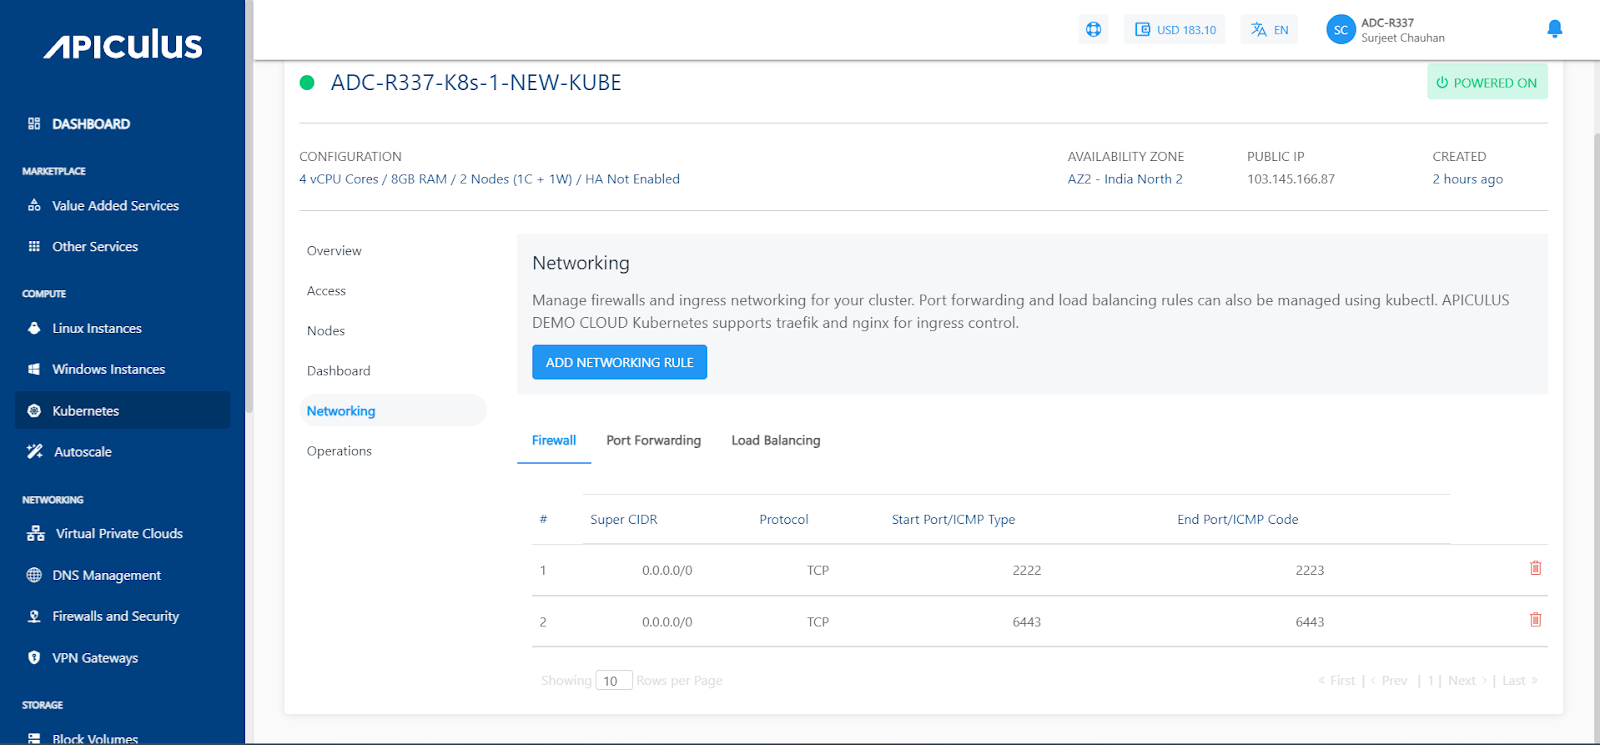 APICULUS
USD 183.10
EN
SC
ADC-R337
Surjeet Chauhan
DASHBOARD
MARKETPLACE
Value Added Services
Other Services
COMPUTE
Linux Instances
Windows Instances
Kubernetes
Autoscale
NETWORKING
Virtual Private Clouds
DNS Management
Firewalls and Security
VPN Gateways
STORAGE
Block Volumes
ADC-R337-K8s-1-NEW-KUBE
POWERED ON
CONFIGURATION
4 vCPU Cores / 8GB RAM / 2 Nodes (1C + 1W) / HA Not Enabled
AVAILABILITY ZONE
AZ2 - India North 2
PUBLIC IP
103.145.166.87
CREATED
2 hours ago
Overview
Access
Nodes
Dashboard
Networking
Operations
Networking
Manage firewalls and ingress networking for your cluster. Port forwarding and load balancing rules can also be managed using kubectl. APICULUS
DEMO CLOUD Kubernetes supports traefik and nginx for ingress control.
ADD NETWORKING RULE
Firewall Port Forwarding Load Balancing
# Super CIDR Protocol Start Port/ICMP Type End Port/ICMP Code
1 0.0.0.0/0 TCP 2222 2223
2 0.0.0.0/0 TCP 6443 6443
Showing 10 Rows per Page
« First | ‹ Prev | 1 | Next › | Last »